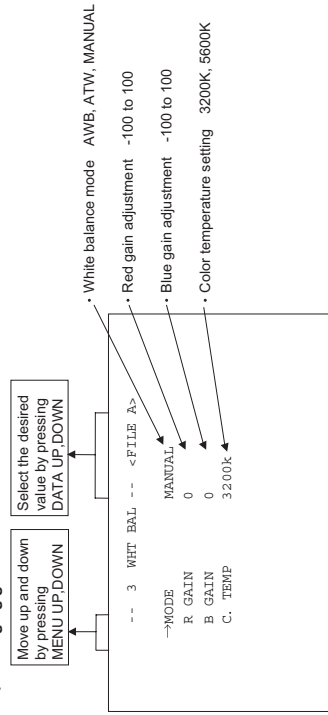 Move up and down
by pressing
MENU UP,DOWN
Select the desired
value by pressing
DATA UP,DOWN
-- 3 WHT BAL -- <FILE A>
→MODE MANUAL
R GAIN 0
B GAIN 0
C. TEMP 3200k
· White balance mode AWB, ATW, MANUAL
· Red gain adjustment -100 to 100
· Blue gain adjustment -100 to 100
· Color temperature setting 3200K, 5600K